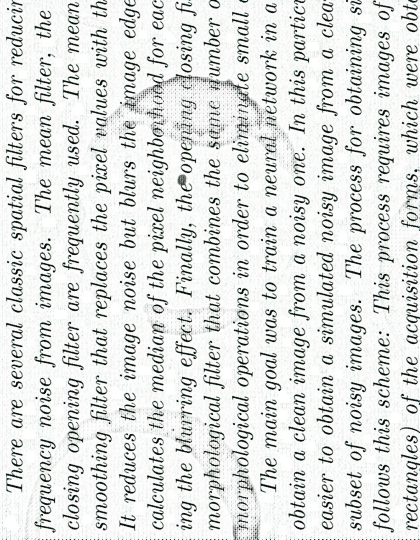 There are several classic spatial filters for reducin
frequency noise from images. The mean filter, the
closing opening filter are frequently used. The mean
smoothing filter that replaces the pixel values with th
It reduces the image noise but blurs the image edge
calculates the median of the pixel neighborhood for eac
ing the blurring effect. Finally, the opening closing fi
morphological filter that combines the same number o
morphological operations in order to eliminate small
The main goal was to train a neural network in a
obtain a clean image from a noisy one. In this particu
easier to obtain a simulated noisy image from a clea
subset of noisy images. The process for obtaining si
follows this scheme: This process requires images of
rectangles) of the acquisition forms, which were obt